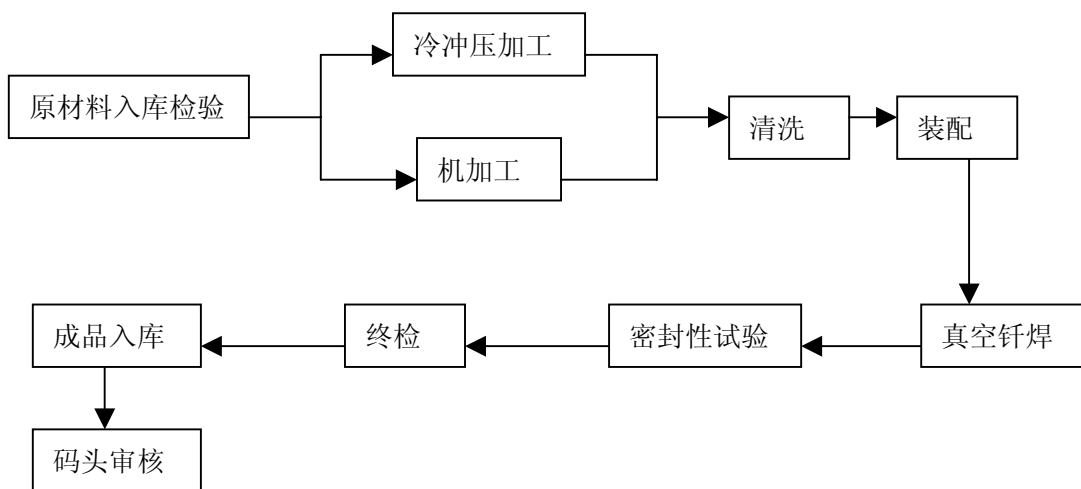 原材料入库检验
冷冲压加工
机加工
清洗
装配
真空钎焊
密封性试验
终检
成品入库
码头审核